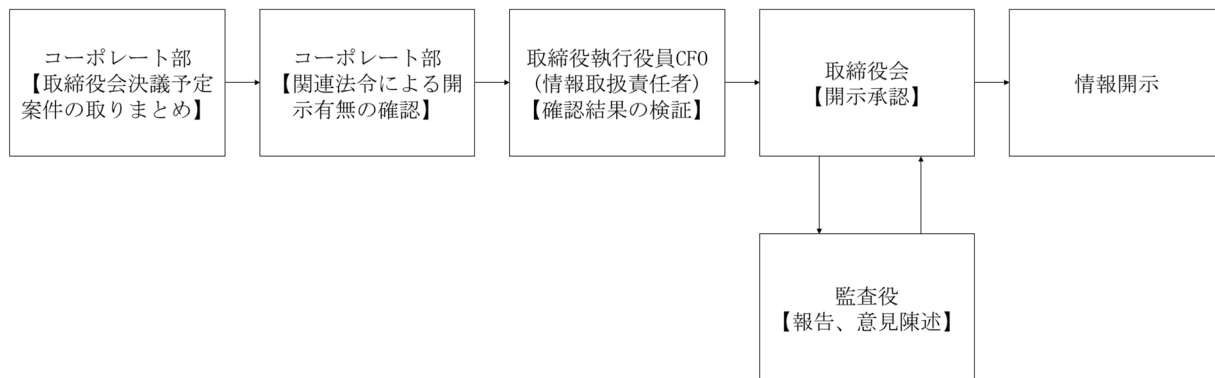 コーポレート部
【取締役会決議予定
案件の取りまとめ】
コーポレート部
【関連法令による開
示有無の確認】
取締役執行役員CFO
(情報取扱責任者)
【確認結果の検証】
取締役会
【開示承認】
情報開示
監査役
【報告、意見陳述】